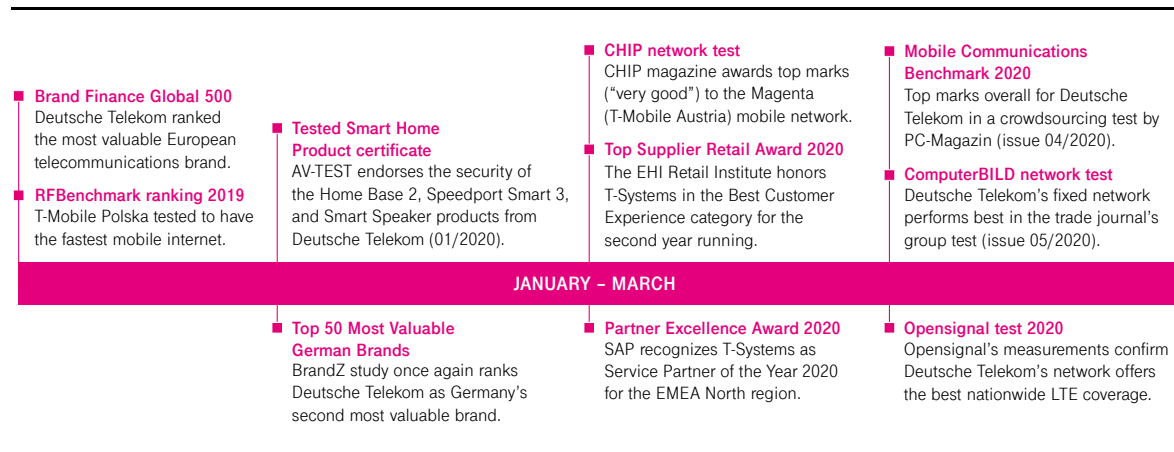 Brand Finance Global 500
Deutsche Telekom ranked
the most valuable European
telecommunications brand.
RFBenchmark ranking 2019
T-Mobile Polska tested to have
the fastest mobile internet.
Tested Smart Home
Product certificate
AV-TEST endorses the security of
the Home Base 2, Speedport Smart 3,
and Smart Speaker products from
Deutsche Telekom (01/2020).
CHIP network test
CHIP magazine awards top marks
(“very good”) to the Magenta
(T-Mobile Austria) mobile network.
Top Supplier Retail Award 2020
The EHI Retail Institute honors
T-Systems in the Best Customer
Experience category for the
second year running.
Mobile Communications
Benchmark 2020
Top marks overall for Deutsche
Telekom in a crowdsourcing test by
PC-Magazin (issue 04/2020).
ComputerBILD network test
Deutsche Telekom’s fixed network
performs best in the trade journal’s
group test (issue 05/2020).
JANUARY – MARCH
Top 50 Most Valuable
German Brands
BrandZ study once again ranks
Deutsche Telekom as Germany’s
second most valuable brand.
Partner Excellence Award 2020
SAP recognizes T-Systems as
Service Partner of the Year 2020
for the EMEA North region.
Opensignal test 2020
Opensignal’s measurements confirm
Deutsche Telekom’s network offers
the best nationwide LTE coverage.